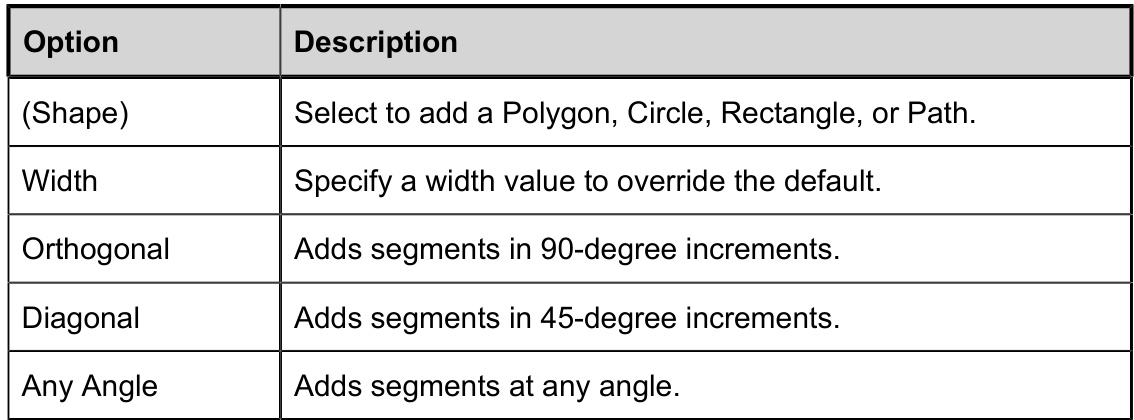 Option Description
(Shape) Select to add a Polygon, Circle, Rectangle, or Path.
Width Specify a width value to override the default.
Orthogonal Adds segments in 90-degree increments.
Diagonal Adds segments in 45-degree increments.
Any Angle Adds segments at any angle.